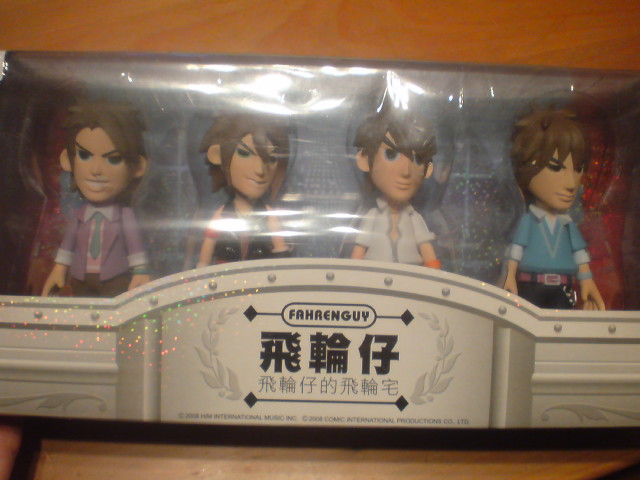 FAHRENGUY
飛輪仔
飛輪仔的飛輪宅
© 2008 HIM INTERNATIONAL MUSIC INC. © 2008 COMIC INTERNATIONAL PRODUCTIONS CO., LTD.